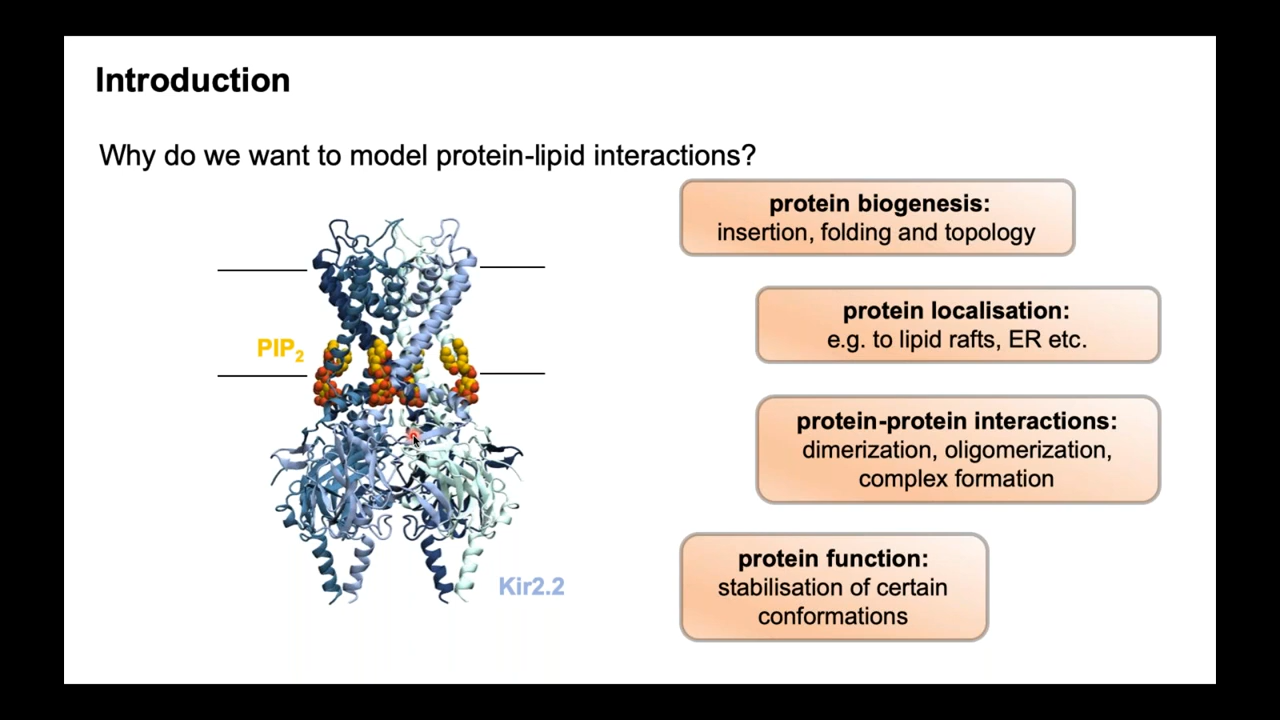 Introduction
Why do we want to model protein-lipid interactions?
protein biogenesis:
insertion, folding and topology
protein localisation:
e.g. to lipid rafts, ER etc.
PIP2
protein-protein interactions:
dimerization, oligomerization,
complex formation
protein function:
stabilisation of certain
conformations
Kir2.2